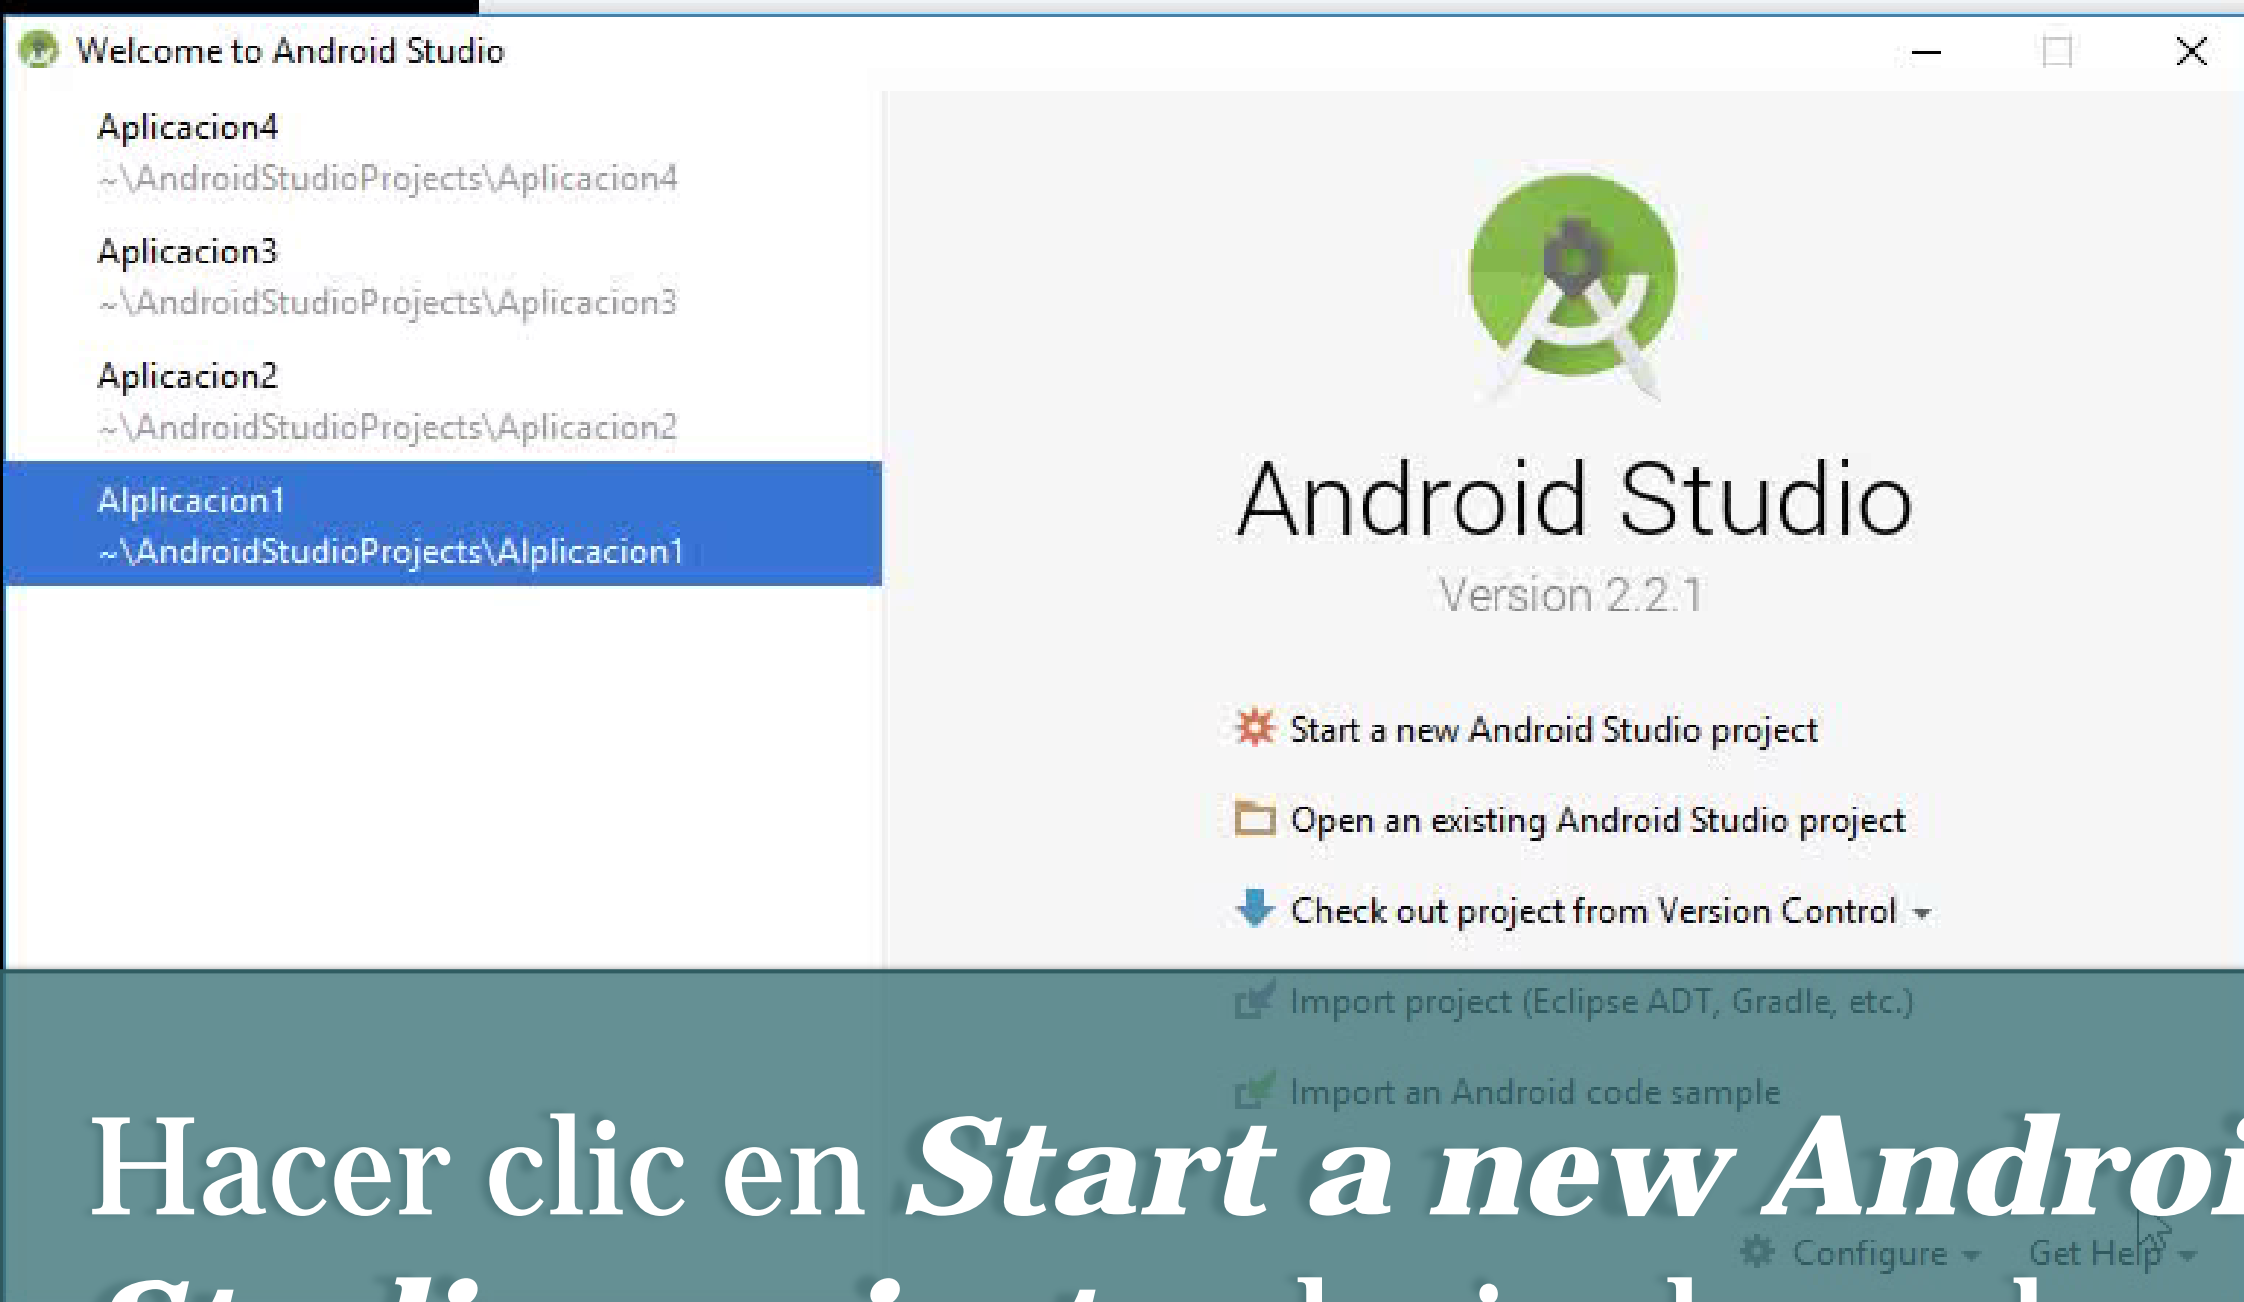 Welcome to Android Studio
Aplicacion4
~\AndroidStudioProjects\Aplicacion4
Aplicacion3
~\AndroidStudioProjects\Aplicacion3
Aplicacion2
~\AndroidStudioProjects\Aplicacion2
Alplicacion1
~\AndroidStudioProjects\Alplicacion1
Android Studio
Version 2.2.1
Start a new Android Studio project
Open an existing Android Studio project
Check out project from Version Control
Import project (Eclipse ADT, Gradle, etc.)
Import an Android code sample
Hacer clic en Start a new Androi
Configure
Get Help